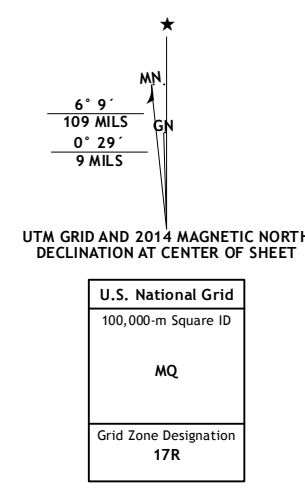 ★
MN
6° 9´
109 MILS
GN
0° 29´
9 MILS
UTM GRID AND 2014 MAGNETIC NORTH
DECLINATION AT CENTER OF SHEET
U.S. National Grid
100,000-m Square ID
MQ
Grid Zone Designation
17R